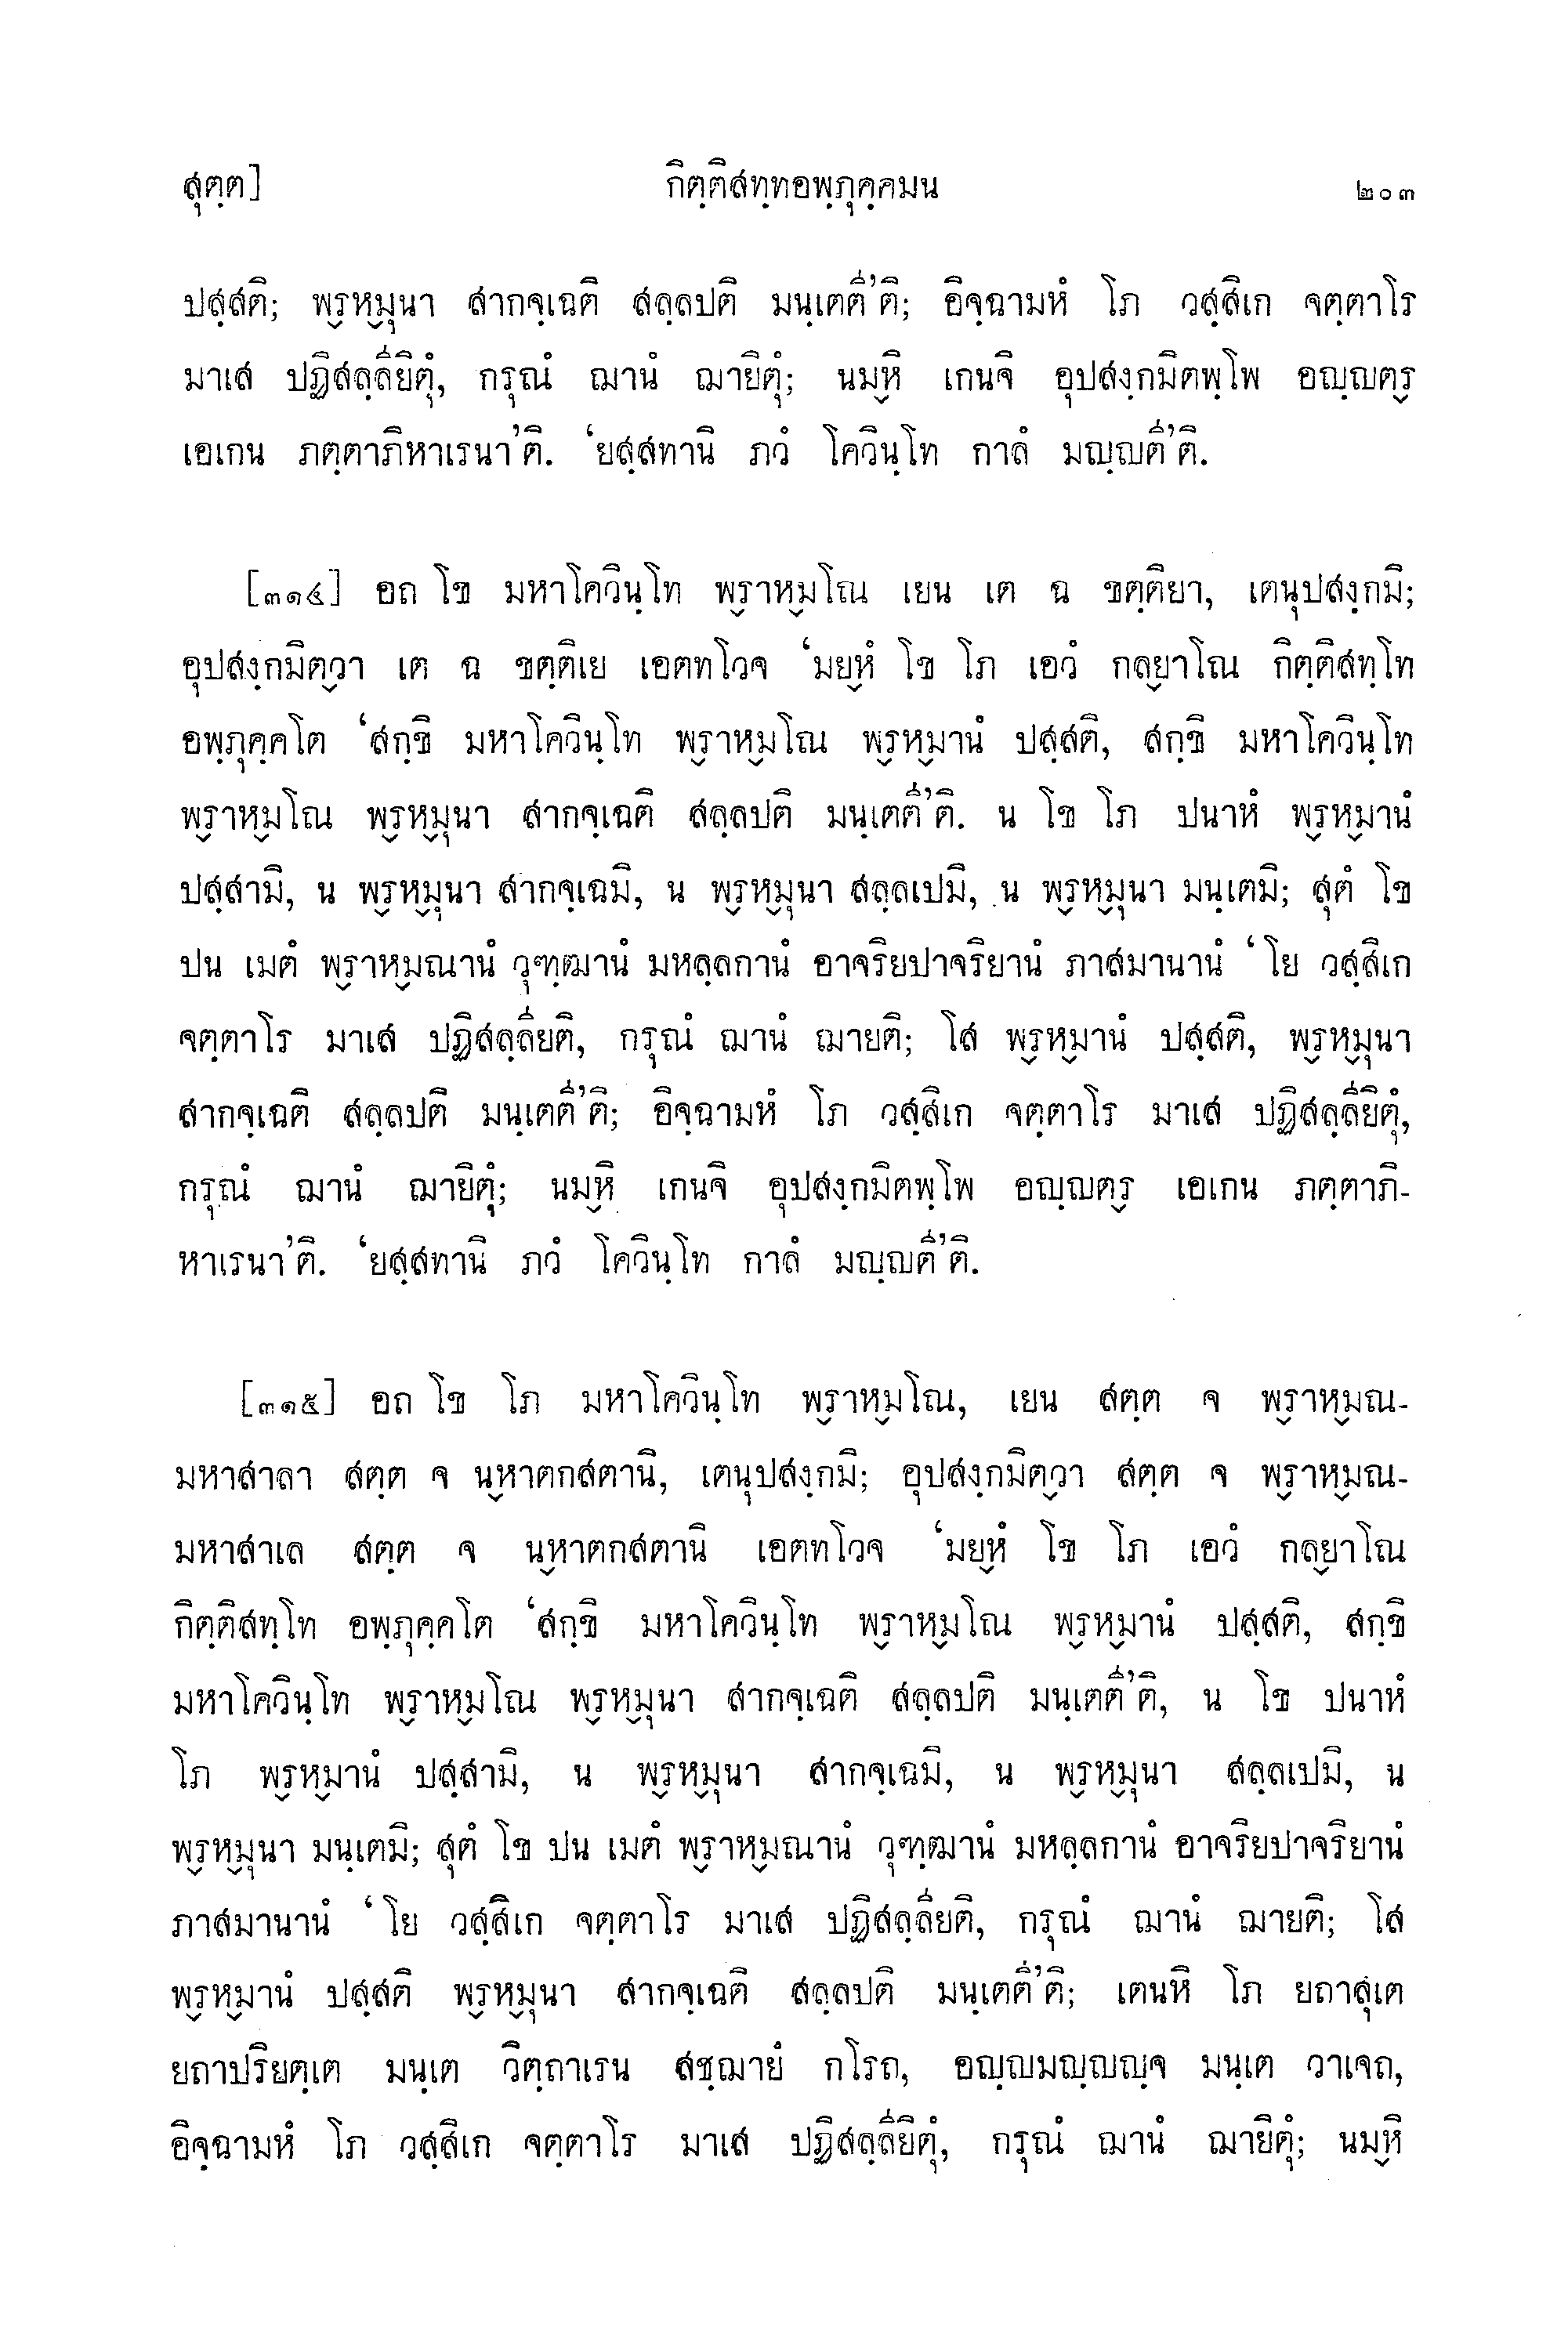 สุตฺต] กิตฺติสทฺทอพฺภุคฺคมน ๒๐๓
ปสฺสติ; พฺรหฺมุนา สากจฺเฉติ สลฺลปติ มนฺเตตี’ติ; อิจฺฉามหํ โภ วสฺสิเก จตฺตาโร
มาเส ปฏิสลฺลียิตุํ, กรุณํ ฌานํ ฌายิตุํ; นมฺหิ เกนจิ อุปสงฺกมิตพฺโพ อญฺญตฺร
เอเกน ภตฺตาภิหาเรนา’ติ. ‘ยสฺสทานิ ภวํ โควินฺโท กาลํ มญฺญตี’ติ.
[๓๑๔] อถ โข มหาโควินฺโท พฺราหฺมโณ เยน เต ฉ ขตฺติยา, เตนุปสงฺกมิ;
อุปสงฺกมิตฺวา เต ฉ ขตฺติเย เอตทโวจ ‘มยฺหํ โข โภ เอวํ กลฺยาโณ กิตฺติสทฺโท
อพฺภุคฺคโต ‘สกฺขิ มหาโควินฺโท พฺราหฺมโณ พฺรหฺมานํ ปสฺสติ, สกฺขิ มหาโควินฺโท
พฺราหฺมโณ พฺรหฺมุนา สากจฺเฉติ สลฺลปติ มนฺเตตี’ติ. น โข โภ ปนาหํ พฺรหฺมานํ
ปสฺสามิ, น พฺรหฺมุนา สากจฺเฉมิ, น พฺรหฺมุนา สลฺลเปมิ, น พฺรหฺมุนา มนฺเตมิ; สุตํ โข
ปน เมตํ พฺราหฺมณานํ วุฑฺฒานํ มหลฺลกานํ อาจริยปาจริยานํ ภาสมานานํ ‘โย วสฺสิเก
จตฺตาโร มาเส ปฏิสลฺลียติ, กรุณํ ฌานํ ฌายติ; โส พฺรหฺมานํ ปสฺสติ, พฺรหฺมุนา
สากจฺเฉติ สลฺลปติ มนฺเตตี’ติ; อิจฺฉามหํ โภ วสฺสิเก จตฺตาโร มาเส ปฏิสลฺลียิตุํ,
กรุณํ ฌานํ ฌายิตุํ; นมฺหิ เกนจิ อุปสงฺกมิตพฺโพ อญฺญตฺร เอเกน ภตฺตาภิ-
หาเรนา’ติ. ‘ยสฺสทานิ ภวํ โควินฺโท กาลํ มญฺญตี’ติ.
[๓๑๕] อถ โข โภ มหาโควินฺโท พฺราหฺมโณ, เยน สตฺต จ พฺราหฺมณ-
มหาสาลา สตฺต จ นฺหาตกสตานิ, เตนุปสงฺกมิ; อุปสงฺกมิตฺวา สตฺต จ พฺราหฺมณ-
มหาสาเล สตฺต จ นฺหาตกสตานิ เอตทโวจ ‘มยฺหํ โข โภ เอวํ กลฺยาโณ
กิตฺติสทฺโท อพฺภุคฺคโต ‘สกฺขิ มหาโควินฺโท พฺราหฺมโณ พฺรหฺมานํ ปสฺสติ, สกฺขิ
มหาโควินฺโท พฺราหฺมโณ พฺรหฺมุนา สากจฺเฉติ สลฺลปติ มนฺเตตี’ติ, น โข ปนาหํ
โภ พฺรหฺมานํ ปสฺสามิ, น พฺรหฺมุนา สากจฺเฉมิ, น พฺรหฺมุนา สลฺลเปมิ, น
พฺรหฺมุนา มนฺเตมิ; สุตํ โข ปน เมตํ พฺราหฺมณานํ วุฑฺฒานํ มหลฺลกานํ อาจริยปาจริยานํ
ภาสมานานํ ‘โย วสฺสิเก จตฺตาโร มาเส ปฏิสลฺลียติ, กรุณํ ฌานํ ฌายติ; โส
พฺรหฺมานํ ปสฺสติ พฺรหฺมุนา สากจฺเฉติ สลฺลปติ มนฺเตตี’ติ; เตนหิ โภ ยถาสุเต
ยถาปริยตฺเต มนฺเต วิตฺถาเรน สชฺฌายํ กโรถ, อญฺญมญฺญญฺจ มนฺเต วาเจถ,
อิจฺฉามหํ โภ วสฺสิเก จตฺตาโร มาเส ปฏิสลฺลียิตุํ, กรุณํ ฌานํ ฌายิตุํ; นมฺหิ